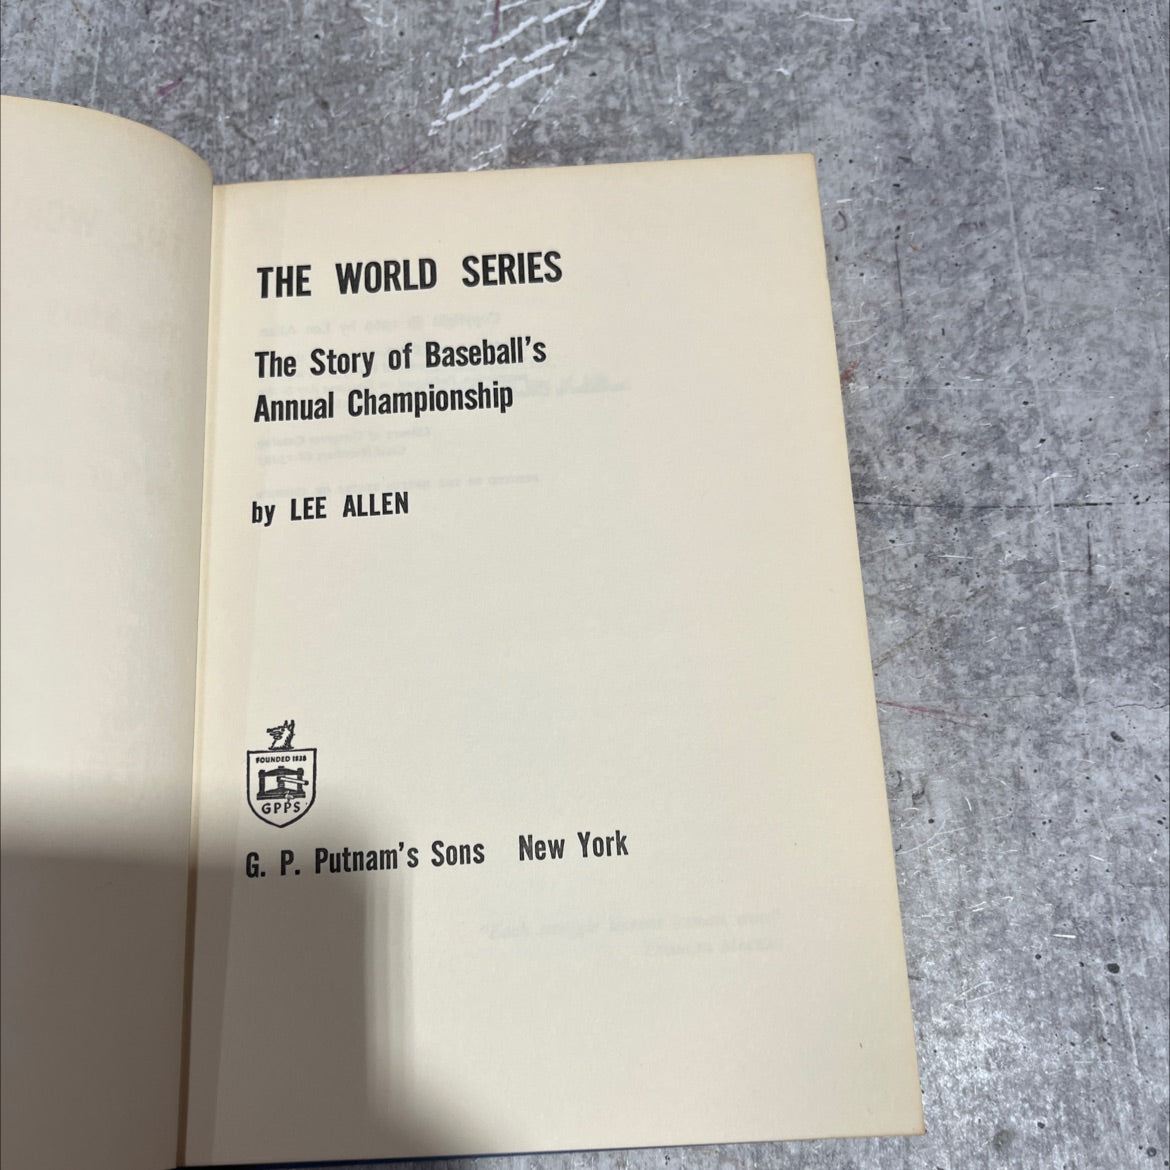 THE WORLD SERIES
The Story of Baseball's
Annual Championship
by LEE ALLEN
FOUNDED 1838
GPPS
G. P. Putnam's Sons New York